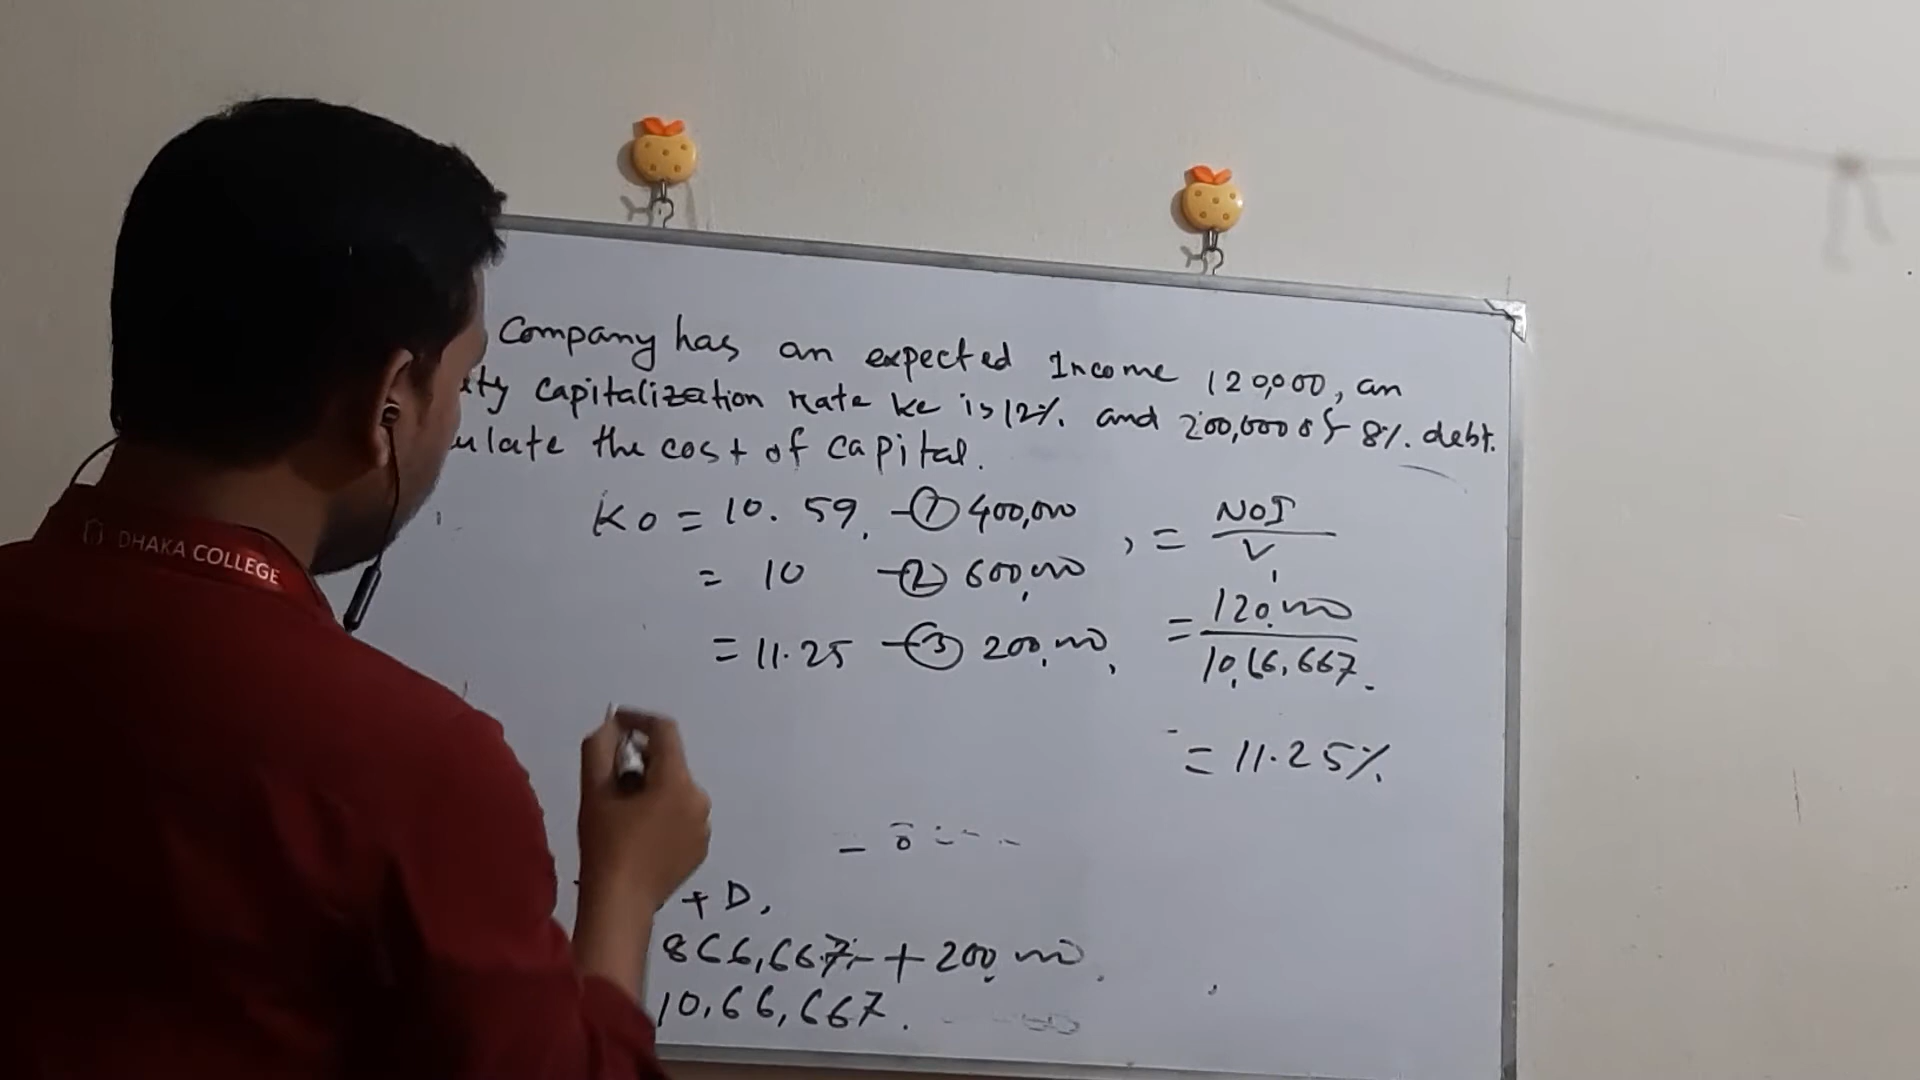 Company has an expected Income 120,000, an
ity capitalization rate ke is 12%. and 200,000 of 8%. debt.
ulate the cost of capital.
Ko = 10.59, - ① 400,000
= 10 - ② 600,000
= 11.25 - ③ 200,000,
, = NOI / V
= 120,000 / 10,16,667.
= 11.25%
+ D,
866,667 + 200,000.
10,66,667.
DHAKA COLLEGE